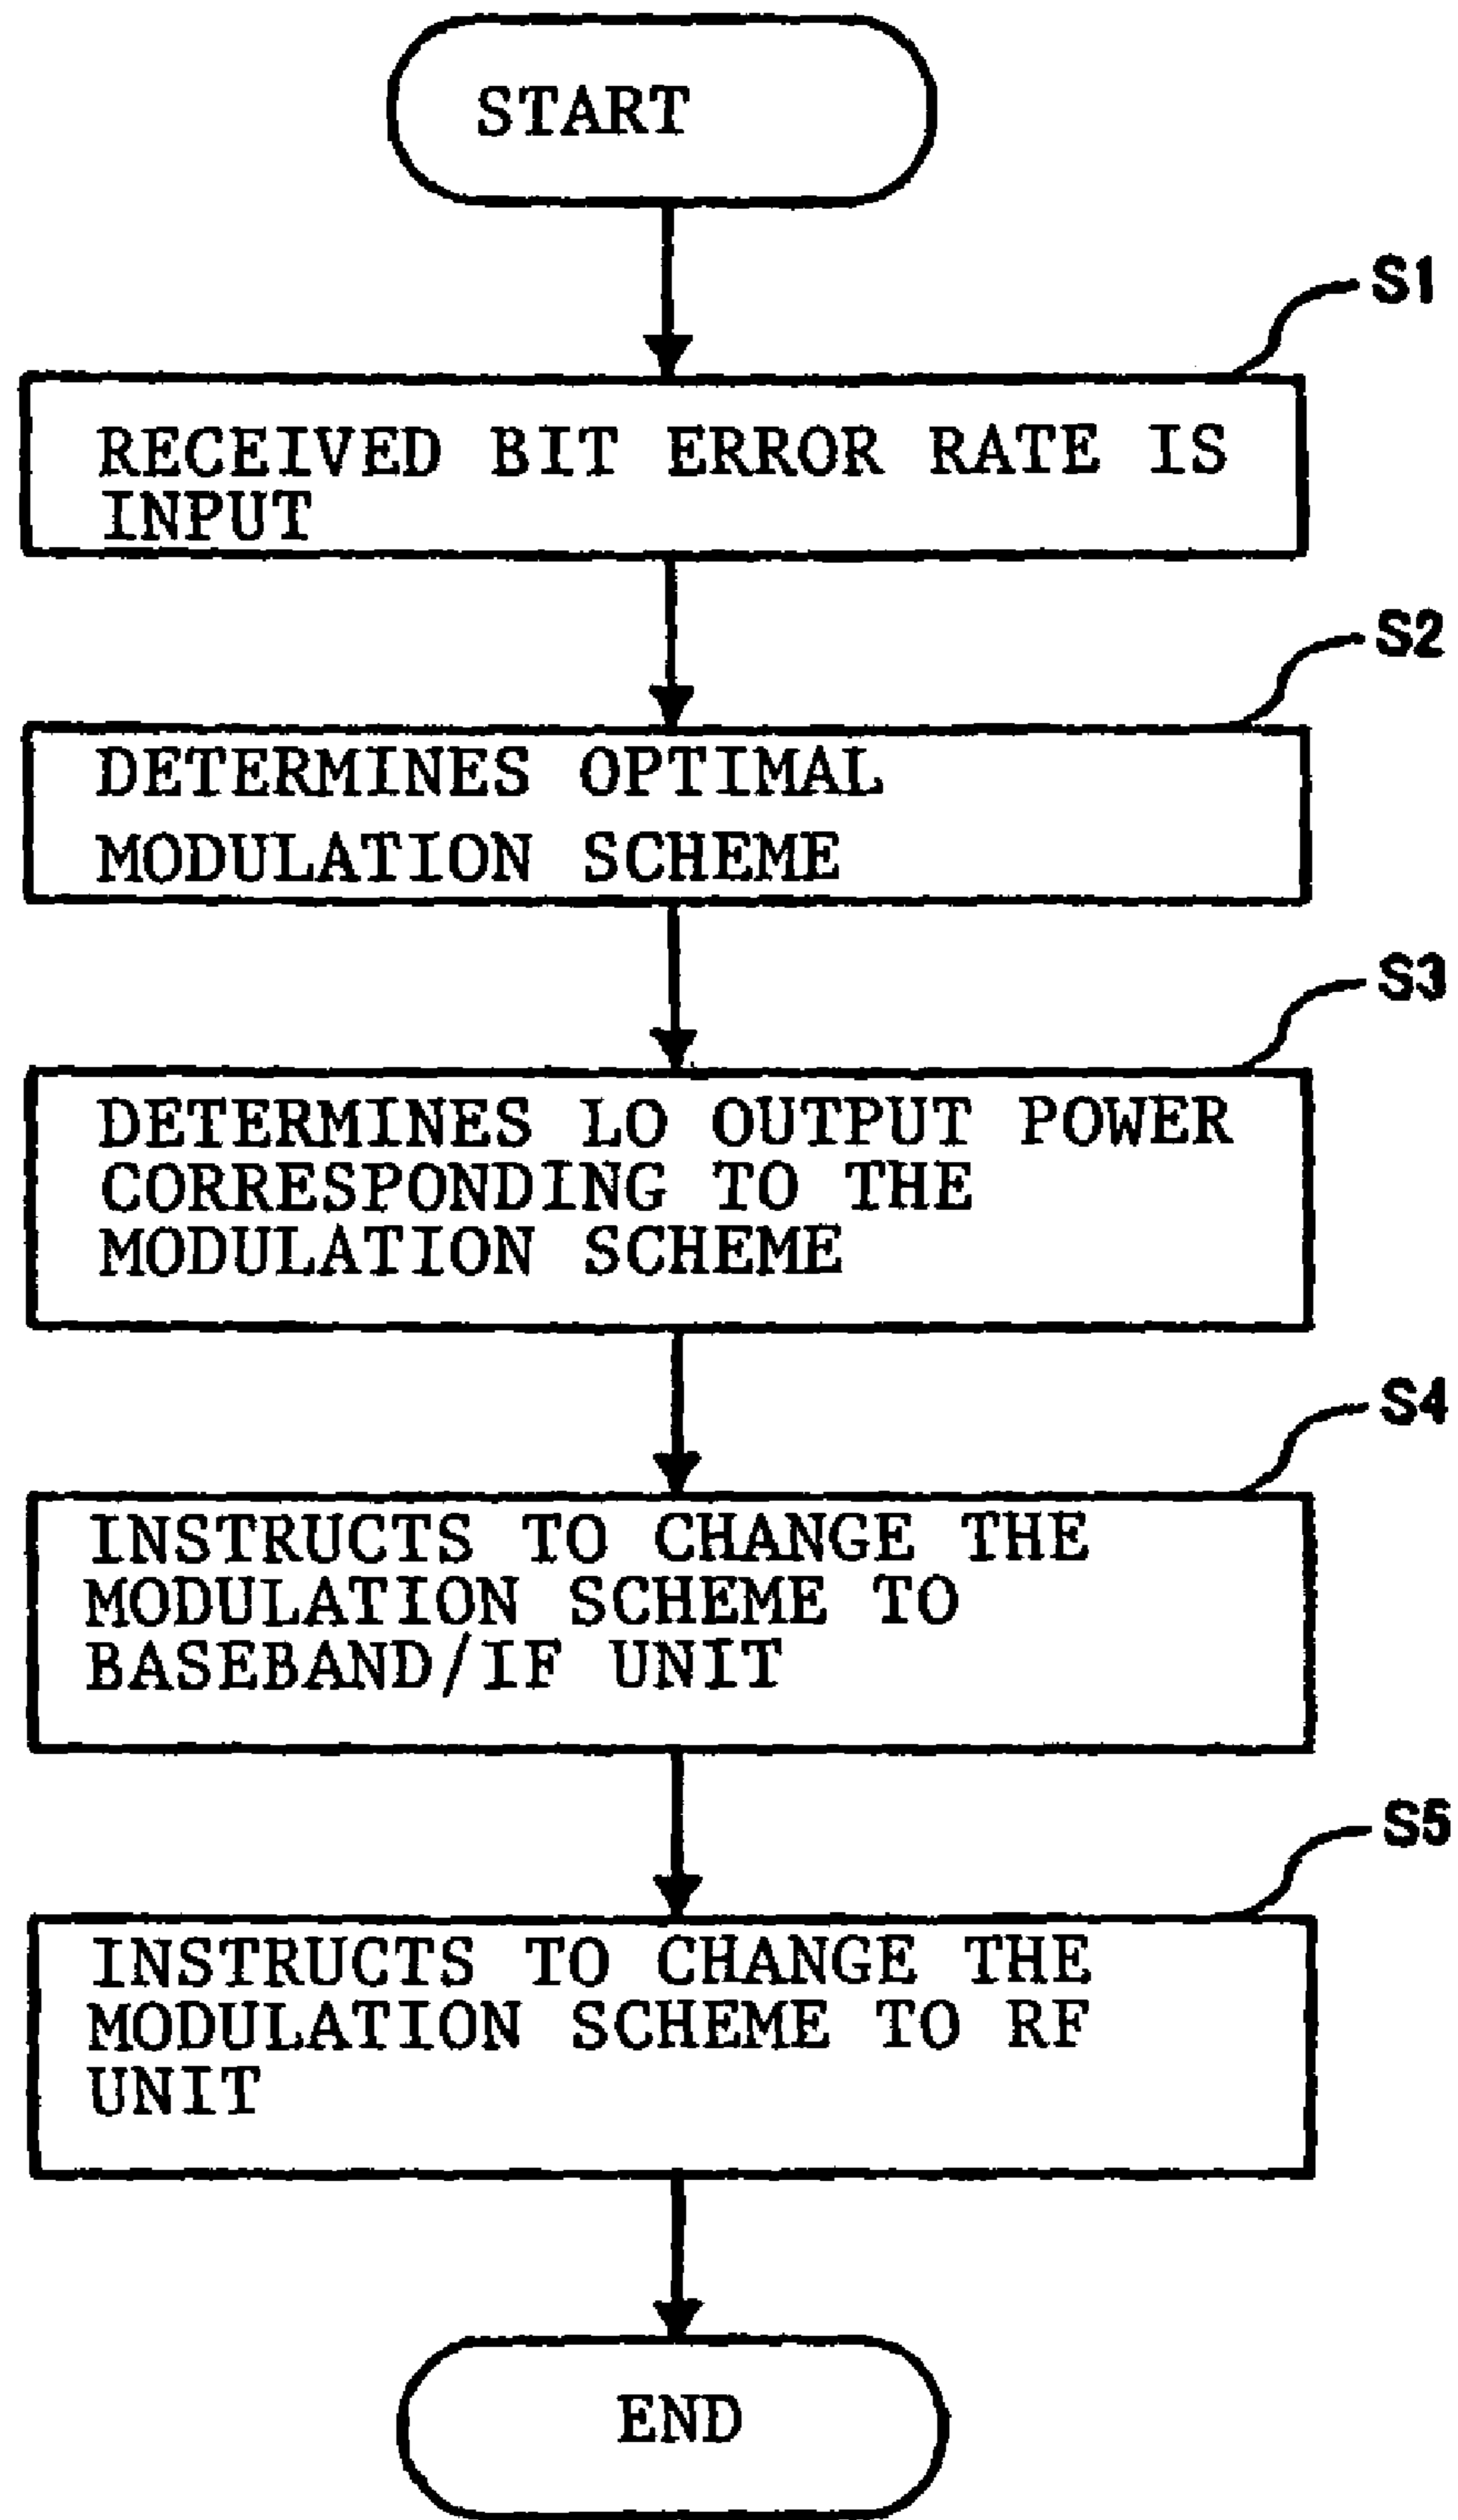 START
S1
RECEIVED BIT ERROR RATE IS
INPUT
S2
DETERMINES OPTIMAL
MODULATION SCHEME
S3
DETERMINES LO OUTPUT POWER
CORRESPONDING TO THE
MODULATION SCHEME
S4
INSTRUCTS TO CHANGE THE
MODULATION SCHEME TO
BASEBAND/IF UNIT
S5
INSTRUCTS TO CHANGE THE
MODULATION SCHEME TO RF
UNIT
END